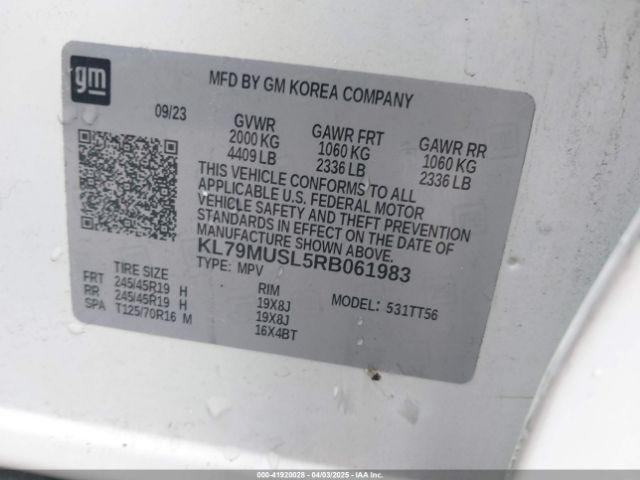 gm
MFD BY GM KOREA COMPANY
09/23
GVWR GAWR FRT GAWR RR
2000 KG 1060 KG 1060 KG
4409 LB 2336 LB 2336 LB
THIS VEHICLE CONFORMS TO ALL
APPLICABLE U.S. FEDERAL MOTOR
VEHICLE SAFETY AND THEFT PREVENTION
STANDARDS IN EFFECT ON THE DATE OF
MANUFACTURE SHOWN ABOVE.
KL79MUSL5RB061983
TYPE: MPV
TIRE SIZE RIM MODEL: 531TT56
FRT 245/45R19 H 19X8J
RR 245/45R19 H 19X8J
SPA T125/70R16 M 16X4BT
000-41920028 - 04/03/2025 - IAA Inc.